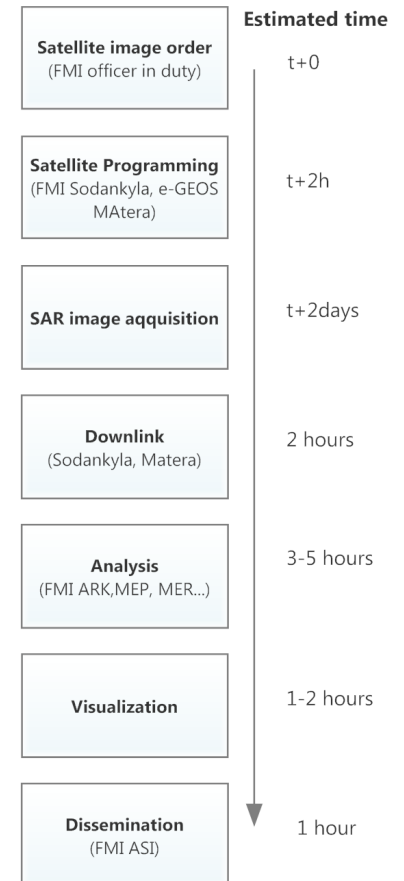 Estimated time
Satellite image order
(FMI officer in duty)
t+0
Satellite Programming
(FMI Sodankyla, e-GEOS
MAtera)
t+2h
SAR image aqquisition
t+2days
Downlink
(Sodankyla, Matera)
2 hours
Analysis
(FMI ARK,MEP, MER...)
3-5 hours
Visualization
1-2 hours
Dissemination
(FMI ASI)
1 hour